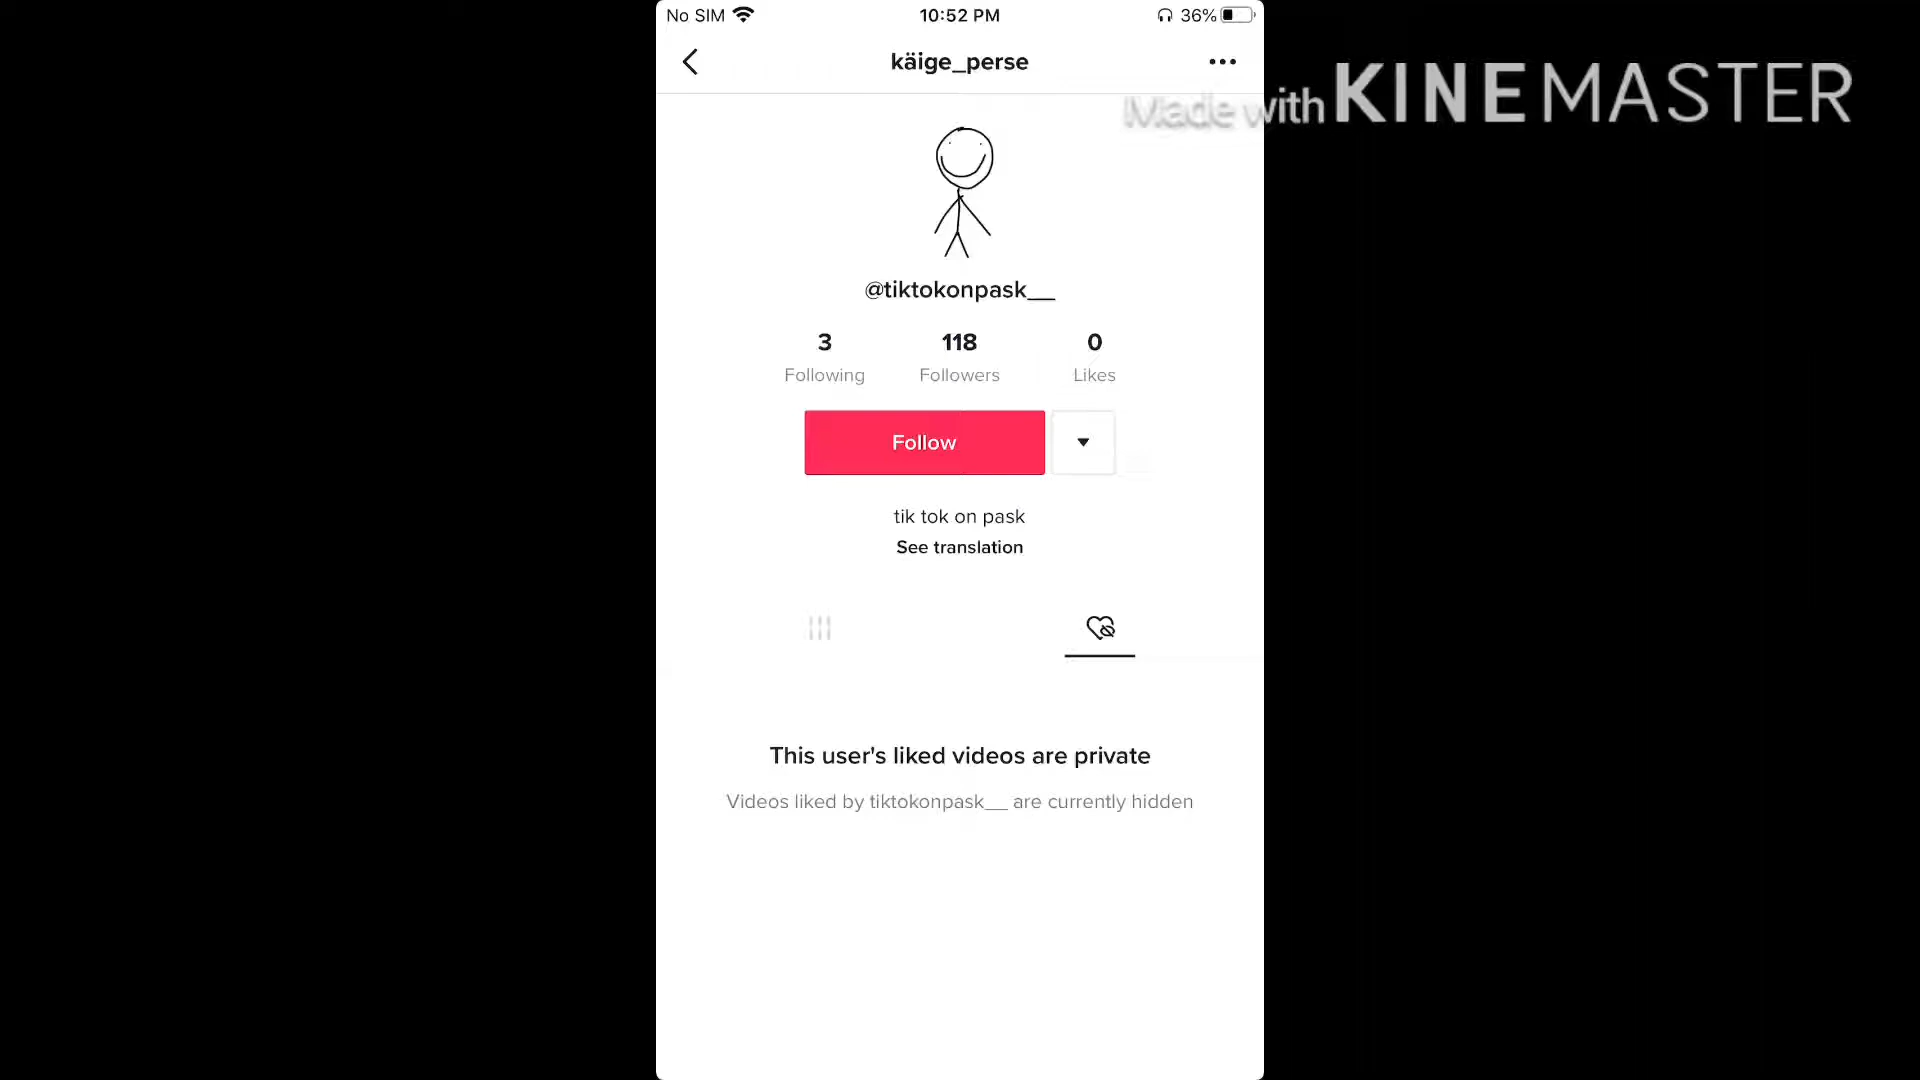 No SIM 10:52 PM 36%
käige_perse
Made with KINEMASTER
@tiktokonpask__
3 118 0
Following Followers Likes
Follow
tik tok on pask
See translation
This user's liked videos are private
Videos liked by tiktokonpask__ are currently hidden